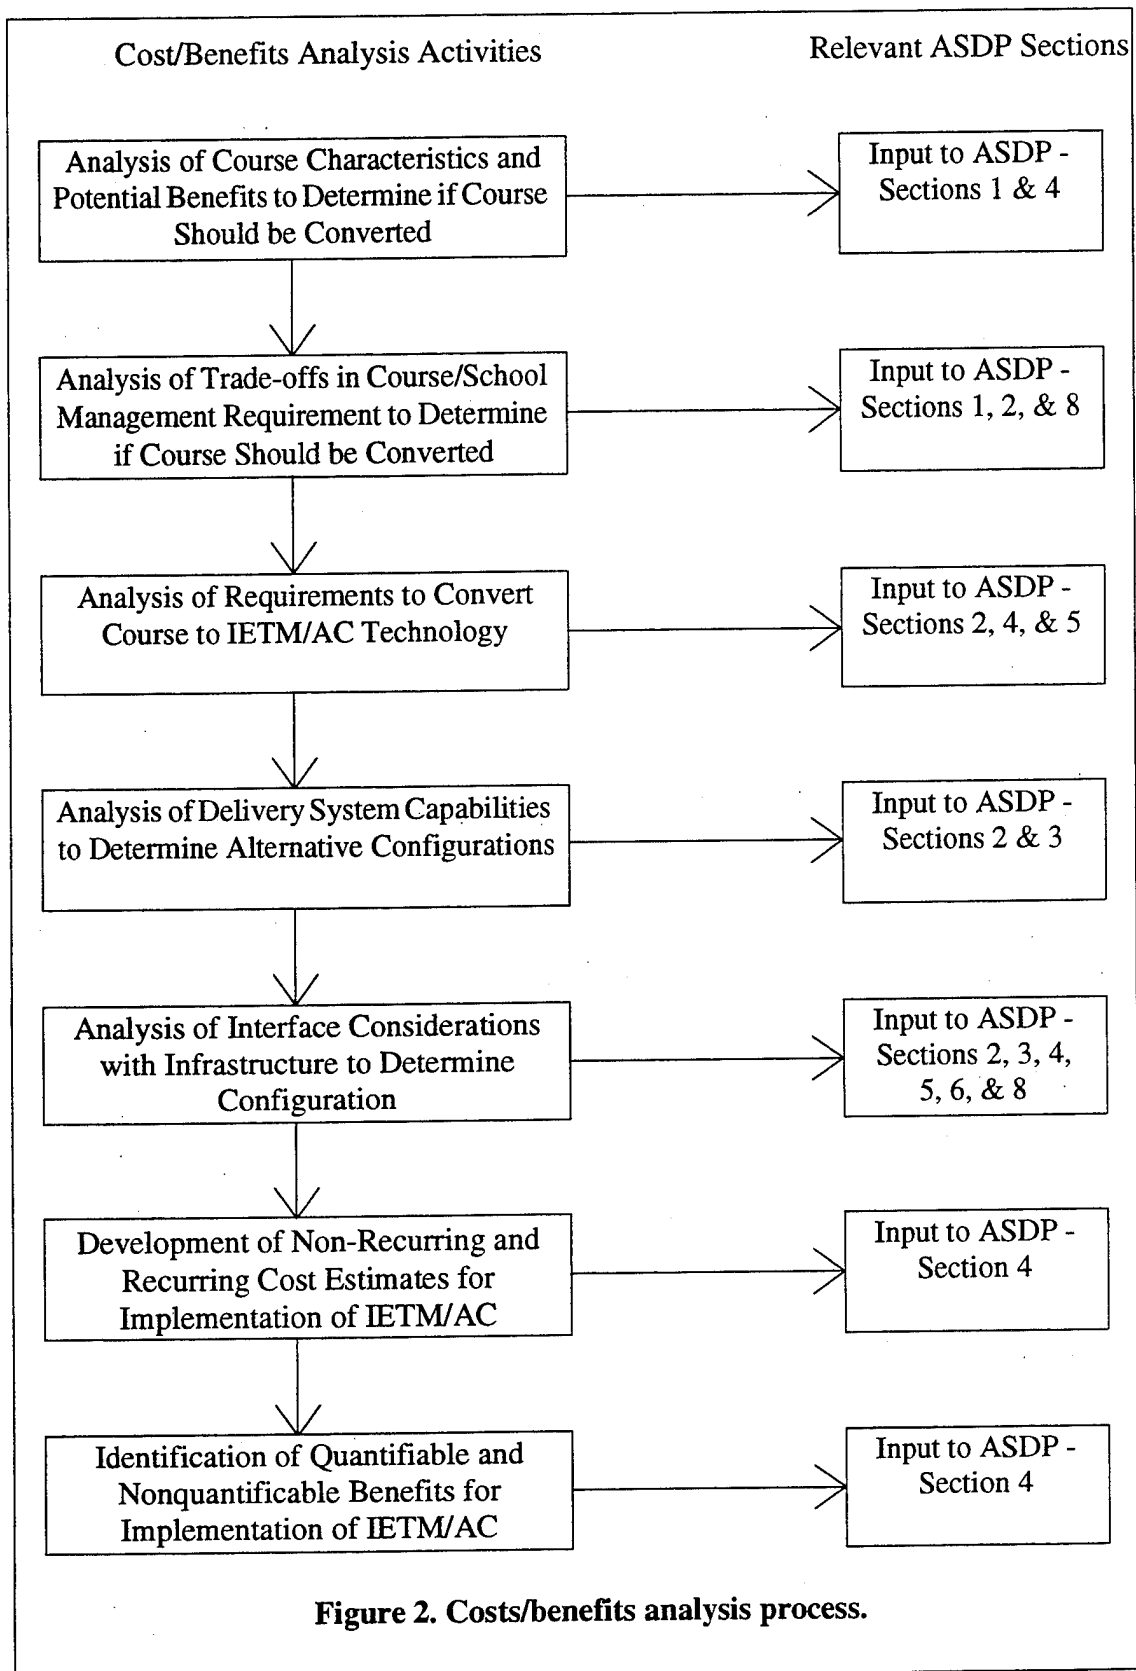 Cost/Benefits Analysis Activities
Relevant ASDP Sections
Analysis of Course Characteristics and
Potential Benefits to Determine if Course
Should be Converted
Input to ASDP -
Sections 1 & 4
Analysis of Trade-offs in Course/School
Management Requirement to Determine
if Course Should be Converted
Input to ASDP -
Sections 1, 2, & 8
Analysis of Requirements to Convert
Course to IETM/AC Technology
Input to ASDP -
Sections 2, 4, & 5
Analysis of Delivery System Capabilities
to Determine Alternative Configurations
Input to ASDP -
Sections 2 & 3
Analysis of Interface Considerations
with Infrastructure to Determine
Configuration
Input to ASDP -
Sections 2, 3, 4,
5, 6, & 8
Development of Non-Recurring and
Recurring Cost Estimates for
Implementation of IETM/AC
Input to ASDP -
Section 4
Identification of Quantifiable and
Nonquantificable Benefits for
Implementation of IETM/AC
Input to ASDP -
Section 4
Figure 2. Costs/benefits analysis process.